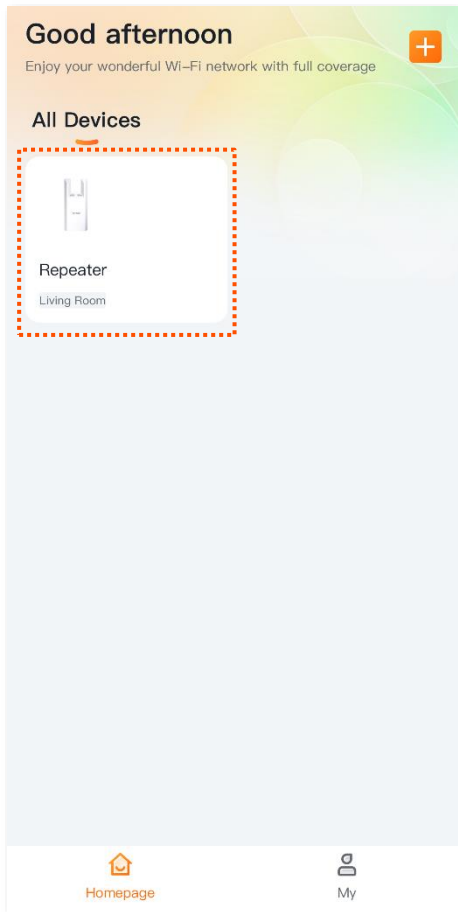 Good afternoon
Enjoy your wonderful Wi-Fi network with full coverage
All Devices
Repeater
Living Room
Homepage
My